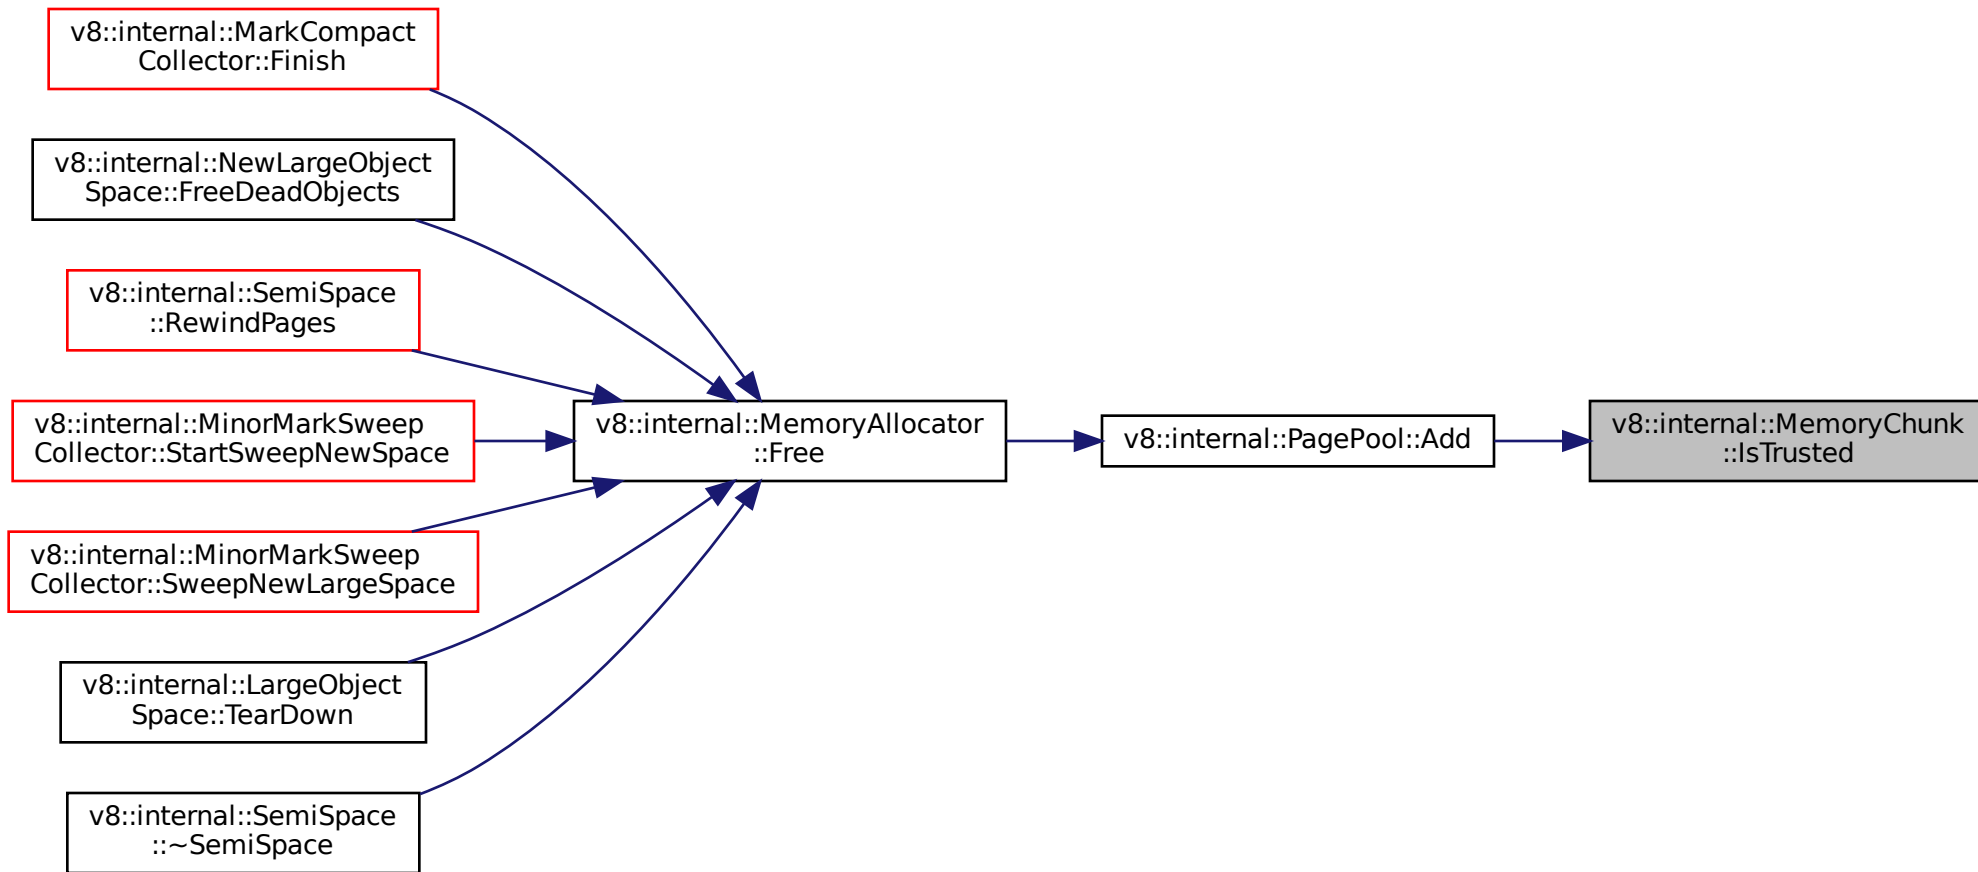 v8::internal::MarkCompact
Collector::Finish
v8::internal::NewLargeObject
Space::FreeDeadObjects
v8::internal::SemiSpace
::RewindPages
v8::internal::MinorMarkSweep
Collector::StartSweepNewSpace
v8::internal::MinorMarkSweep
Collector::SweepNewLargeSpace
v8::internal::LargeObject
Space::TearDown
v8::internal::SemiSpace
::~SemiSpace
v8::internal::MemoryAllocator
::Free
v8::internal::PagePool::Add
v8::internal::MemoryChunk
::IsTrusted